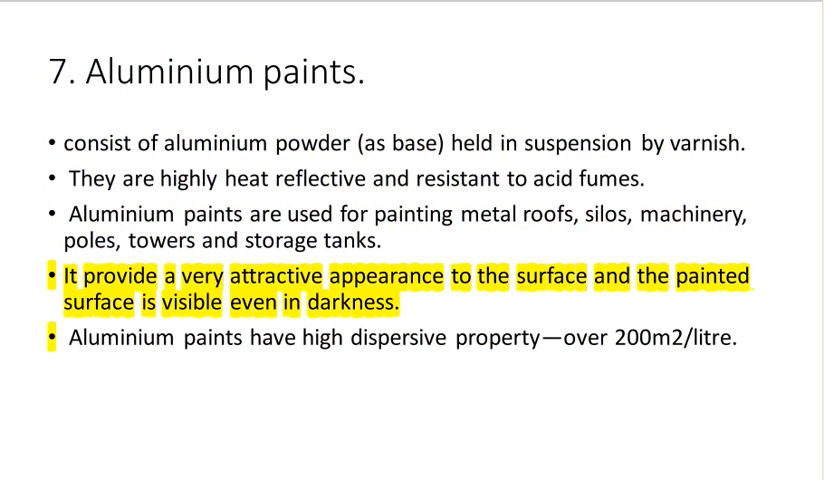 7. Aluminium paints.
• consist of aluminium powder (as base) held in suspension by varnish.
• They are highly heat reflective and resistant to acid fumes.
• Aluminium paints are used for painting metal roofs, silos, machinery,
poles, towers and storage tanks.
• It provide a very attractive appearance to the surface and the painted
surface is visible even in darkness.
• Aluminium paints have high dispersive property—over 200m2/litre.